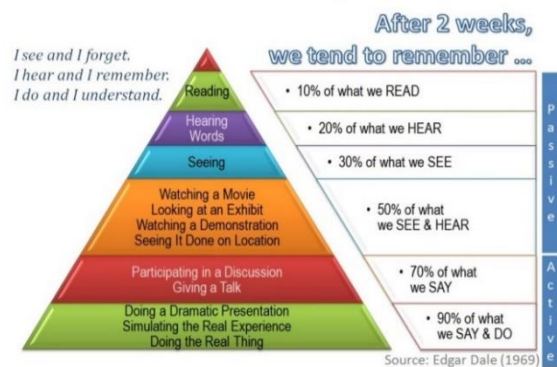 After 2 weeks,
we tend to remember ...
I see and I forget.
I hear and I remember.
I do and I understand.
Reading
Hearing
Words
Seeing
Watching a Movie
Looking at an Exhibit
Watching a Demonstration
Seeing It Done on Location
Participating in a Discussion
Giving a Talk
Doing a Dramatic Presentation
Simulating the Real Experience
Doing the Real Thing
• 10% of what we READ
• 20% of what we HEAR
• 30% of what we SEE
• 50% of what
we SEE & HEAR
• 70% of what
we SAY
• 90% of what
we SAY & DO
Passive
Active
Source: Edgar Dale (1969)